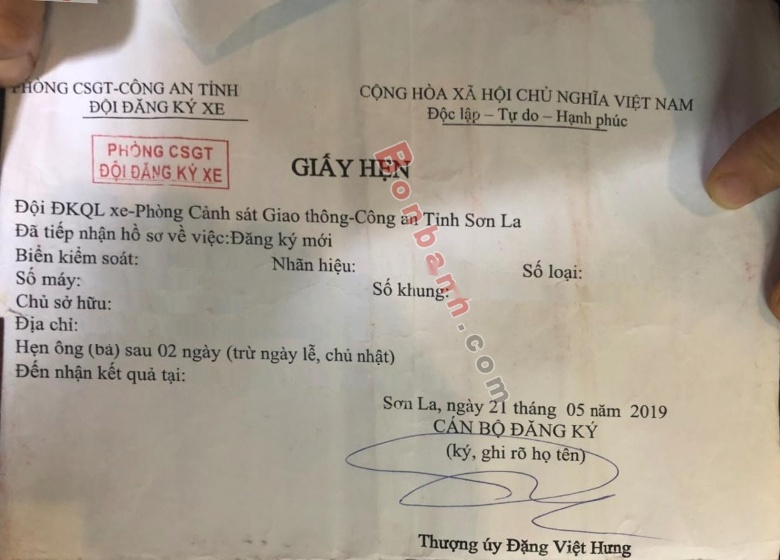 PHÒNG CSGT-CÔNG AN TỈNH
ĐỘI ĐĂNG KÝ XE
CỘNG HÒA XÃ HỘI CHỦ NGHĨA VIỆT NAM
Độc lập – Tự do – Hạnh phúc
PHÒNG CSGT
ĐỘI ĐĂNG KÝ XE
GIẤY HẸN
Đội ĐKQL xe-Phòng Cảnh sát Giao thông-Công an Tỉnh Sơn La
Đã tiếp nhận hồ sơ về việc:Đăng ký mới
Biển kiểm soát: Nhãn hiệu: Số loại:
Số máy: Số khung:
Chủ sở hữu:
Địa chỉ:
Hẹn ông (bà) sau 02 ngày (trừ ngày lễ, chủ nhật)
Đến nhận kết quả tại:
Sơn La, ngày 21 tháng 05 năm 2019
CÁN BỘ ĐĂNG KÝ
(ký, ghi rõ họ tên)
Thượng úy Đặng Việt Hưng
Bonbanh.com